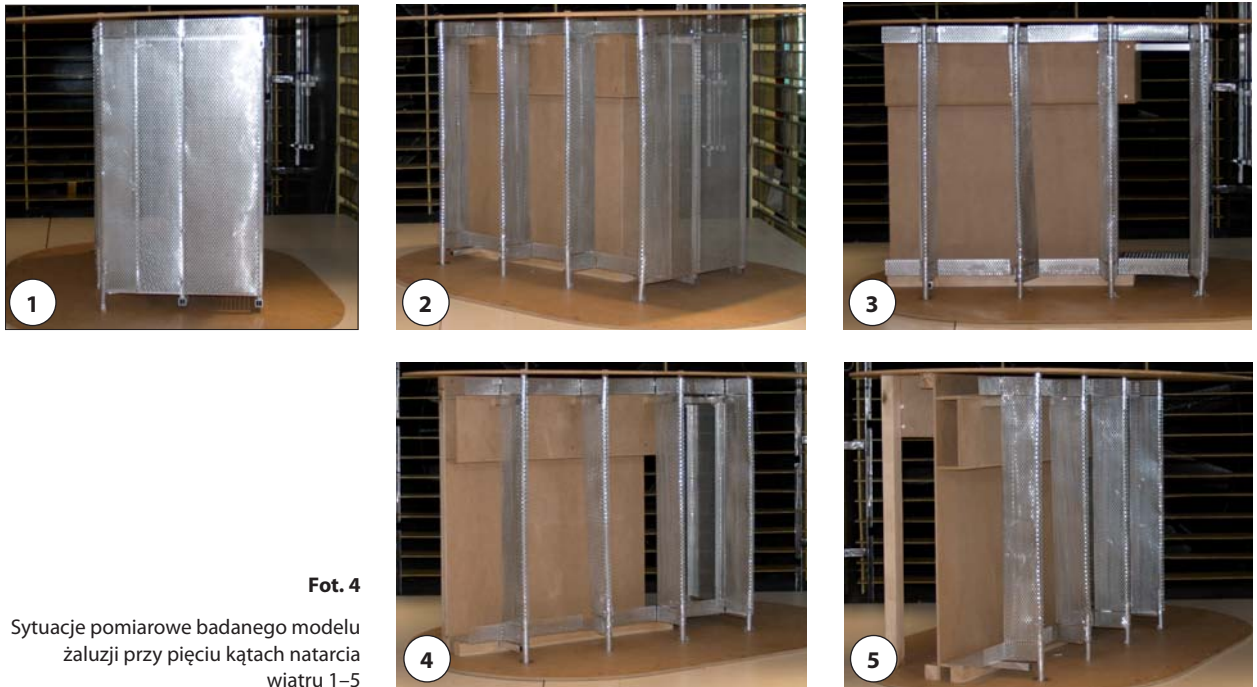 1
2
3
4
5
Fot. 4
Sytuacje pomiarowe badanego modelu
żaluzji przy pięciu kątach natarcia
wiatru 1–5